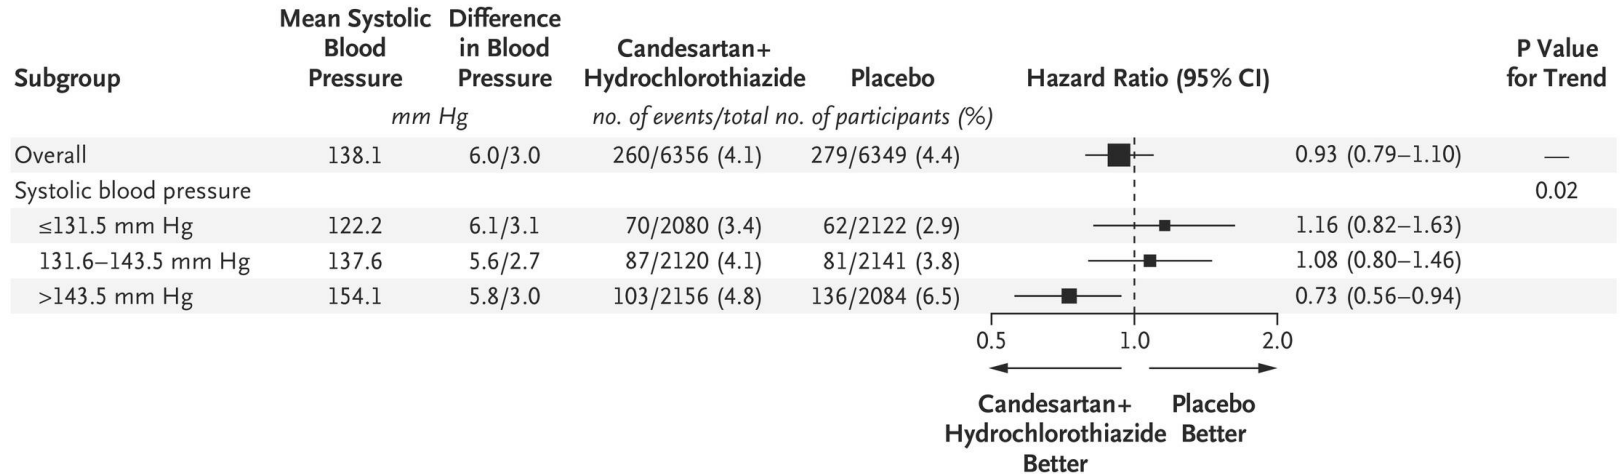 Mean Systolic Blood Pressure
Difference in Blood Pressure
Subgroup
Candesartan+ Hydrochlorothiazide
Placebo
Hazard Ratio (95% CI)
P Value for Trend
mm Hg
no. of events/total no. of participants (%)
Overall 138.1 6.0/3.0 260/6356 (4.1) 279/6349 (4.4) 0.93 (0.79–1.10) —
Systolic blood pressure 0.02
≤131.5 mm Hg 122.2 6.1/3.1 70/2080 (3.4) 62/2122 (2.9) 1.16 (0.82–1.63)
131.6–143.5 mm Hg 137.6 5.6/2.7 87/2120 (4.1) 81/2141 (3.8) 1.08 (0.80–1.46)
>143.5 mm Hg 154.1 5.8/3.0 103/2156 (4.8) 136/2084 (6.5) 0.73 (0.56–0.94)
0.5 1.0 2.0
Candesartan+ Hydrochlorothiazide Better
Placebo Better